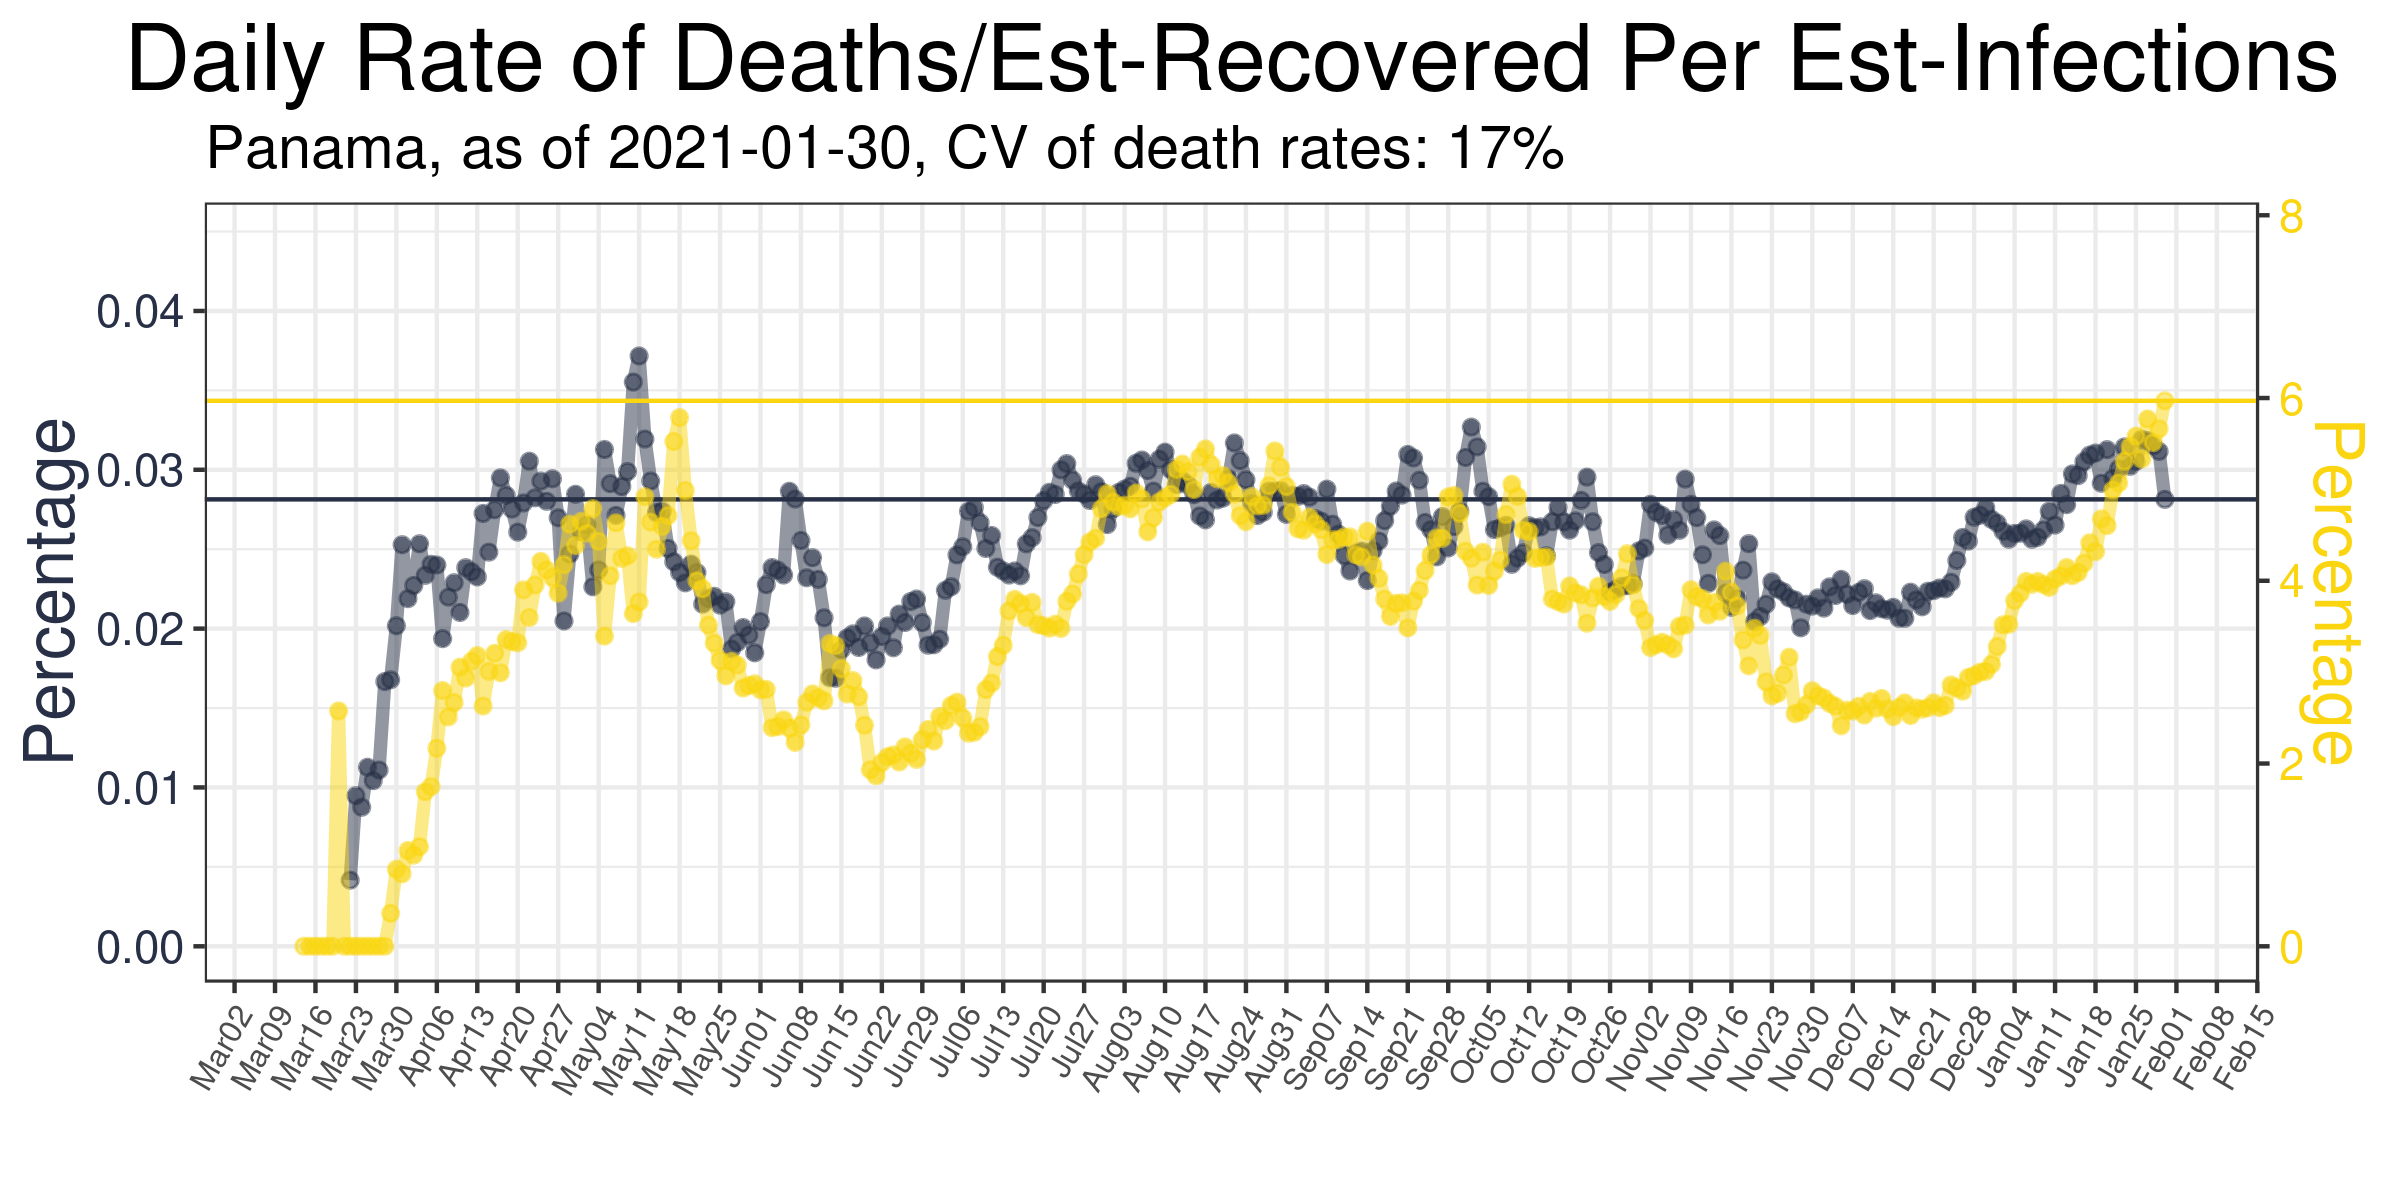 Daily Rate of Deaths/Est-Recovered Per Est-Infections
Panama, as of 2021-01-30, CV of death rates: 17%
Percentage
0.04
0.03
0.02
0.01
0.00
8
6
4
2
0
Percentage
Mar02
Mar09
Mar16
Mar23
Mar30
Apr06
Apr13
Apr20
Apr27
May04
May11
May18
May25
Jun01
Jun08
Jun15
Jun22
Jun29
Jul06
Jul13
Jul20
Jul27
Aug03
Aug10
Aug17
Aug24
Aug31
Sep07
Sep14
Sep21
Sep28
Oct05
Oct12
Oct19
Oct26
Nov02
Nov09
Nov16
Nov23
Nov30
Dec07
Dec14
Dec21
Dec28
Jan04
Jan11
Jan18
Jan25
Feb01
Feb08
Feb15